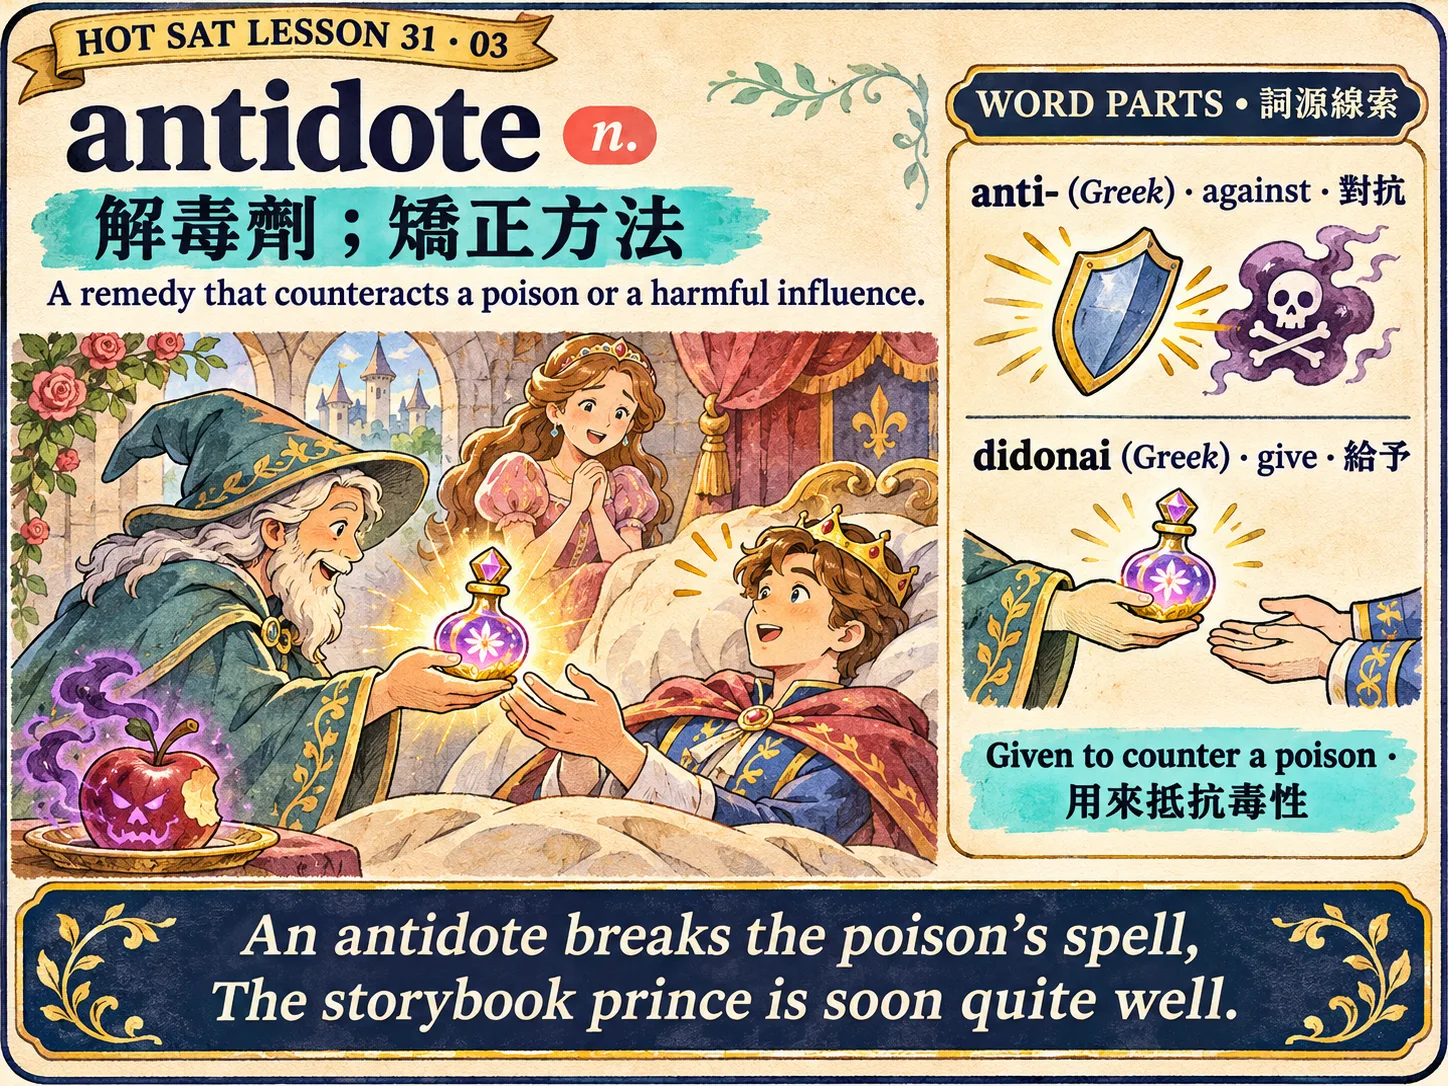 HOT SAT LESSON 31 · 03
antidote n.
解毒劑；矯正方法
A remedy that counteracts a poison or a harmful influence.
WORD PARTS • 詞源線索
anti- (Greek) · against · 對抗
didonai (Greek) · give · 給予
Given to counter a poison ·
用來抵抗毒性
An antidote breaks the poison’s spell,
The storybook prince is soon quite well.